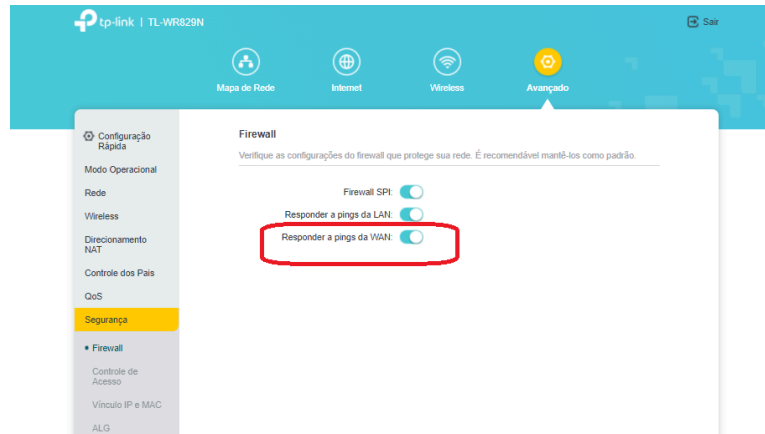 tp-link | TL-WR829N
Sair
Mapa de Rede
Internet
Wireless
Avançado
Configuração
Rápida
Modo Operacional
Rede
Wireless
Direcionamento
NAT
Controle dos Pais
QoS
Segurança
• Firewall
Controle de
Acesso
Vínculo IP e MAC
ALG
Firewall
Verifique as configurações do firewall que protege sua rede. É recomendável mantê-los como padrão.
Firewall SPI:
Responder a pings da LAN:
Responder a pings da WAN: